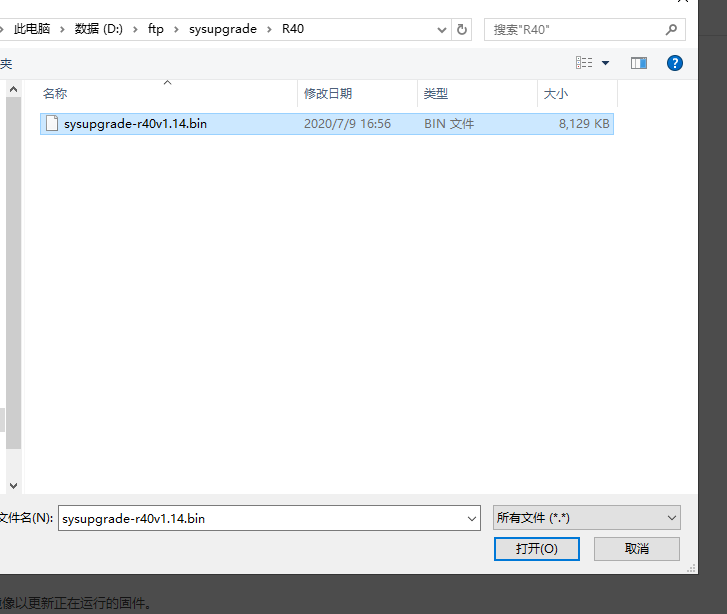 此电脑 › 数据 (D:) › ftp › sysupgrade › R40 搜索"R40"
夹
名称 修改日期 类型 大小
sysupgrade-r40v1.14.bin 2020/7/9 16:56 BIN 文件 8,129 KB
文件名(N): sysupgrade-r40v1.14.bin 所有文件 (*.*)
打开(O) 取消
像以更新正在运行的固件。